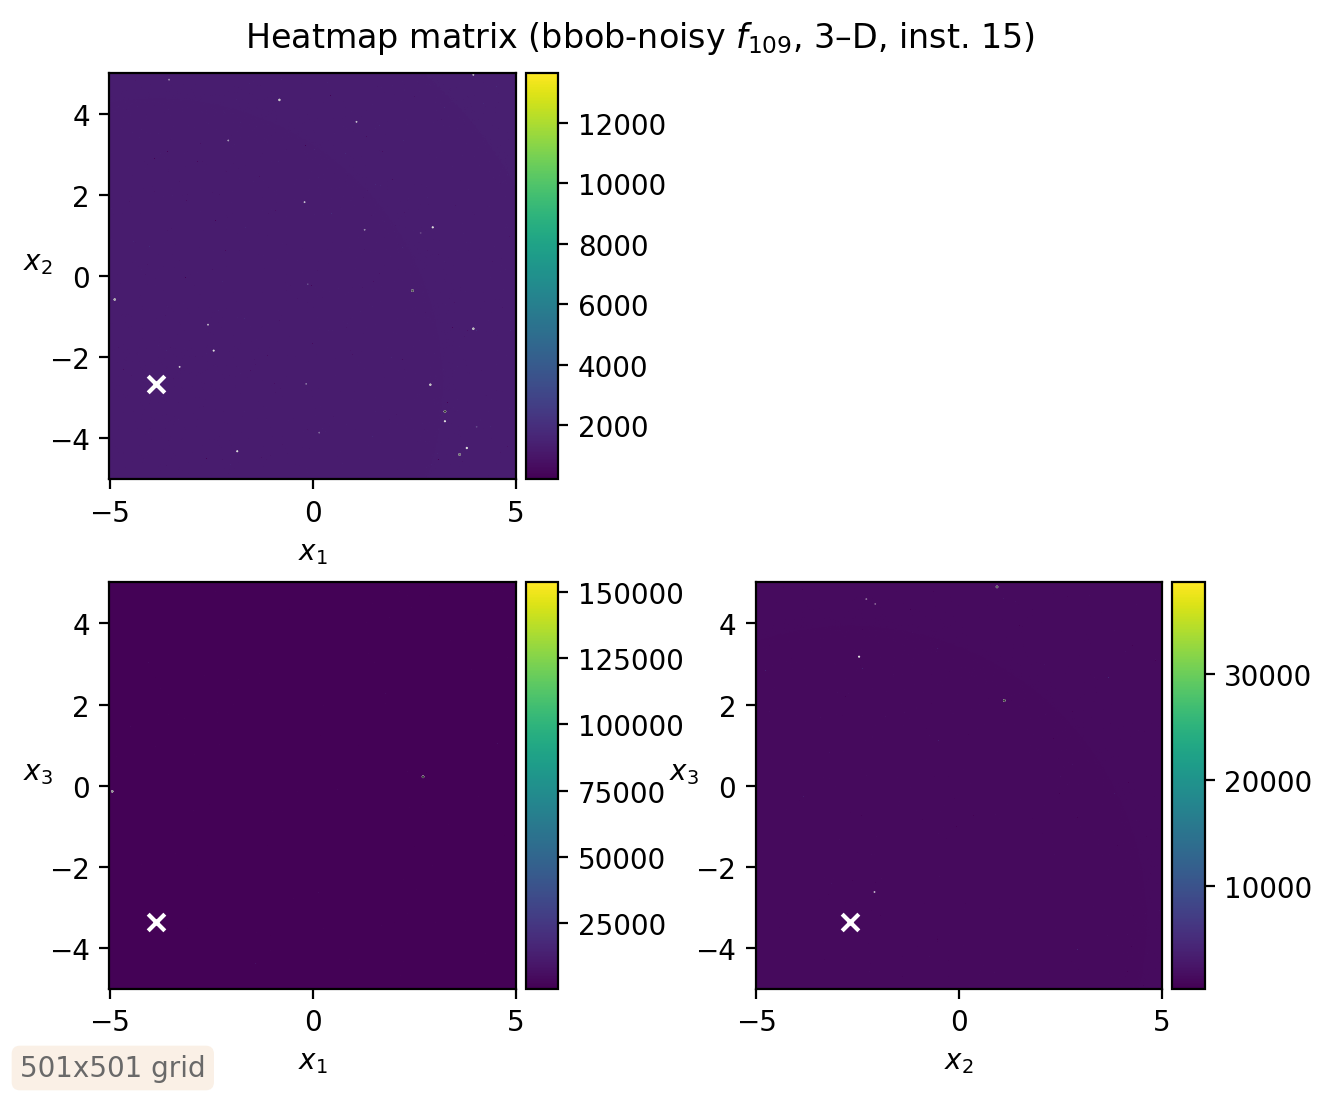 Heatmap matrix (bbob-noisy f₁₀₉, 3–D, inst. 15)
4
2
0
−2
−4
x₂
−5 0 5
x₁
12000
10000
8000
6000
4000
2000
4
2
0
−2
−4
x₃
−5 0 5
x₁
150000
125000
100000
75000
50000
25000
4
2
0
−2
−4
x₃
−5 0 5
x₂
30000
20000
10000
501x501 grid